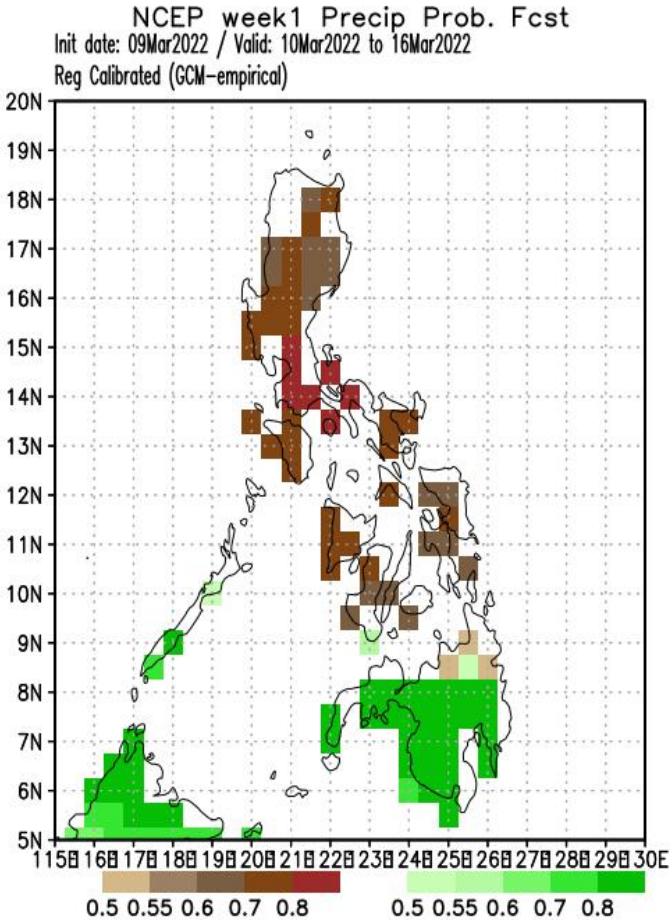 NCEP week1 Precip Prob. Fcst
Init date: 09Mar2022 / Valid: 10Mar2022 to 16Mar2022
Reg Calibrated (GCM-empirical)
20N
19N
18N
17N
16N
15N
14N
13N
12N
11N
10N
9N
8N
7N
6N
5N
115E 116E 117E 118E 119E 120E 121E 122E 123E 124E 125E 126E 127E 128E 129E 130E
0.5 0.55 0.6 0.7 0.8 0.5 0.55 0.6 0.7 0.8